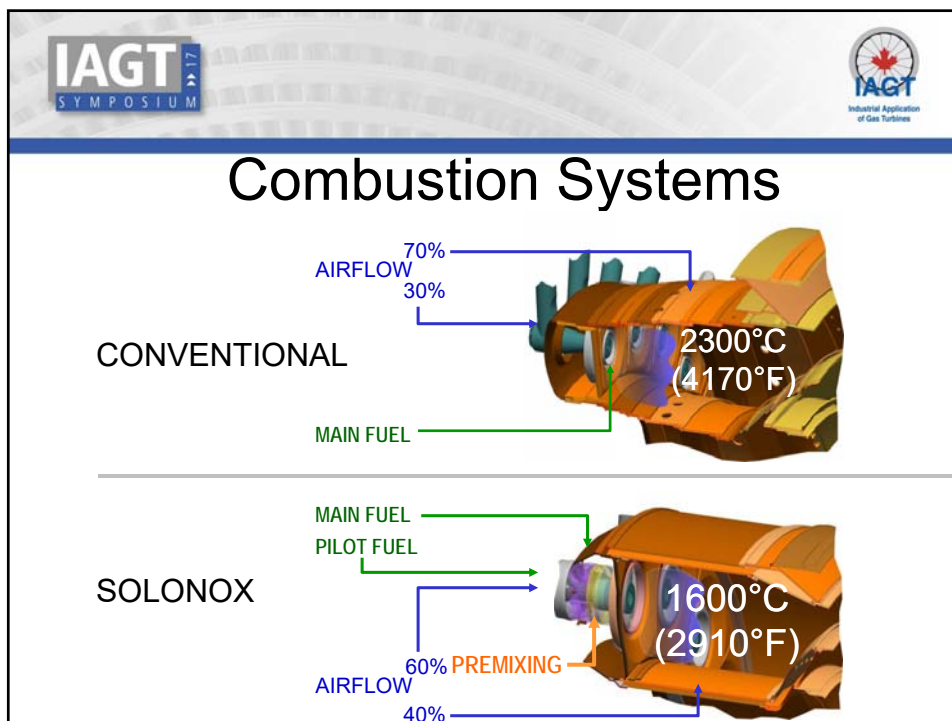 IAGT
SYMPOSIUM
17
IAGT
Industrial Application
of Gas Turbines
Combustion Systems
70%
AIRFLOW
30%
CONVENTIONAL
2300°C
(4170°F)
MAIN FUEL
MAIN FUEL
PILOT FUEL
SOLONOX
1600°C
(2910°F)
60% PREMIXING
AIRFLOW
40%